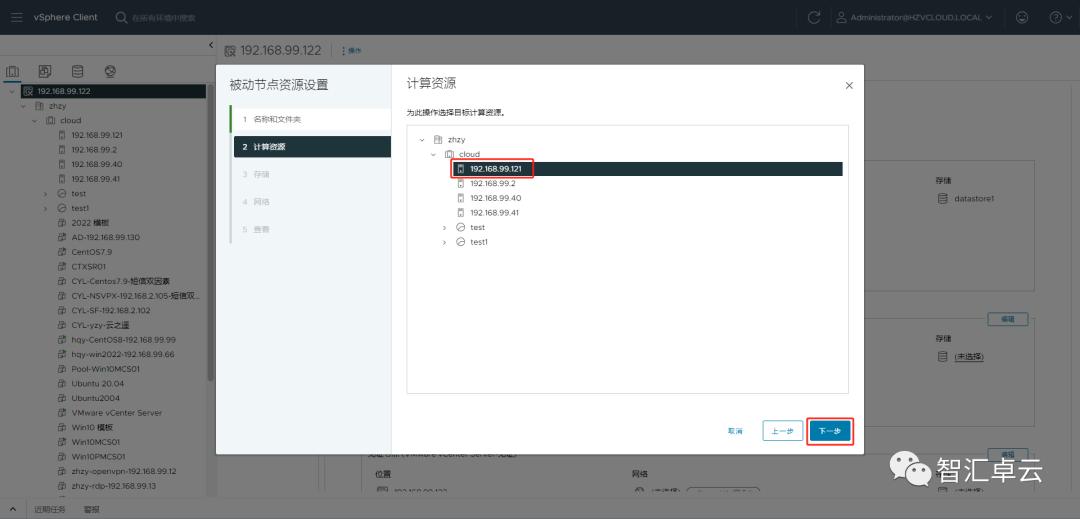 vSphere Client
在所有环境中搜索
Administrator@HZVCLOUD.LOCAL
192.168.99.122
操作
192.168.99.122
zhzy
cloud
192.168.99.121
192.168.99.2
192.168.99.40
192.168.99.41
test
test1
2022 模板
AD-192.168.99.130
CentOS7.9
CTXSR01
CYL-Centos7.9-短信双因素
CYL-NSVPX-192.168.2.105-短信双...
CYL-SF-192.168.2.102
CYL-yzy-云之遥
hqy-CentOS8-192.168.99.99
hqy-win2022-192.168.99.66
Pool-Win10MCS01
Ubuntu 20.04
Ubuntu2004
VMware vCenter Server
Win10 模板
Win10MCS01
Win10PMCS01
zhzy-openvpn-192.168.99.12
zhzy-rdp-192.168.99.13
被动节点资源设置
1 名称和文件夹
2 计算资源
3 存储
4 网络
5 查看
计算资源
为此操作选择目标计算资源。
zhzy
cloud
192.168.99.121
192.168.99.2
192.168.99.40
192.168.99.41
test
test1
取消
上一步
下一步
存储
datastore1
编辑
存储
(未选择)
编辑
位置
网络
192.168.99.122
(未选择)
(未选择)
智汇卓云
近期任务
警报